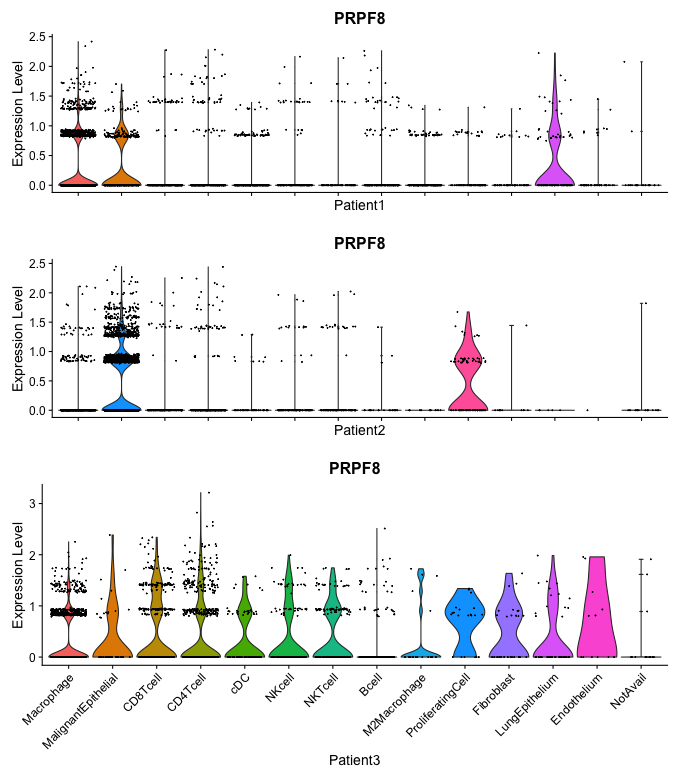 PRPF8
Expression Level
2.5
2.0
1.5
1.0
0.5
0.0
Patient1
PRPF8
Expression Level
2.5
2.0
1.5
1.0
0.5
0.0
Patient2
PRPF8
Expression Level
3
2
1
0
Macrophage
MalignantEpithelial
CD8Tcell
CD4Tcell
cDC
NKcell
NKTcell
Bcell
M2Macrophage
ProliferatingCell
Fibroblast
LungEpithelium
Endothelium
NotAvail
Patient3